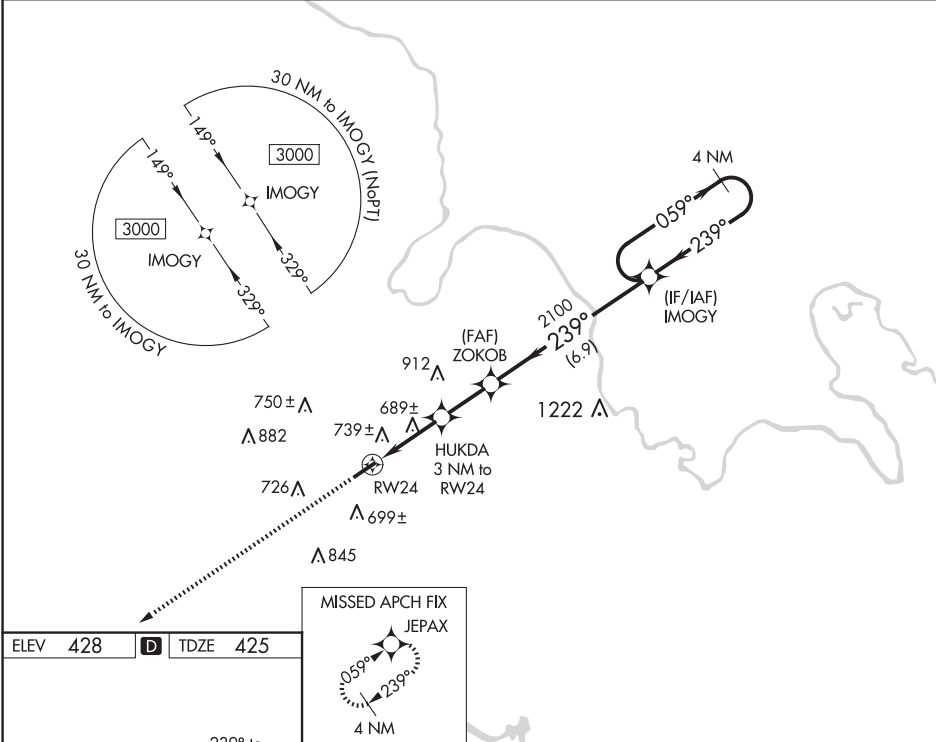 30 NM to IMOGY (NoPT)
149°
3000
IMOGY
329°
149°
3000
IMOGY
329°
30 NM to IMOGY
4 NM
059°
239°
(IF/IAF)
IMOGY
2100
239°
(6.9)
(FAF)
ZOKOB
912
1222
750 ±
689±
882
739±
HUKDA
3 NM to
RW24
RW24
726
699±
845
MISSED APCH FIX
JEPAX
059°
239°
4 NM
ELEV 428 D TDZE 425
239° to